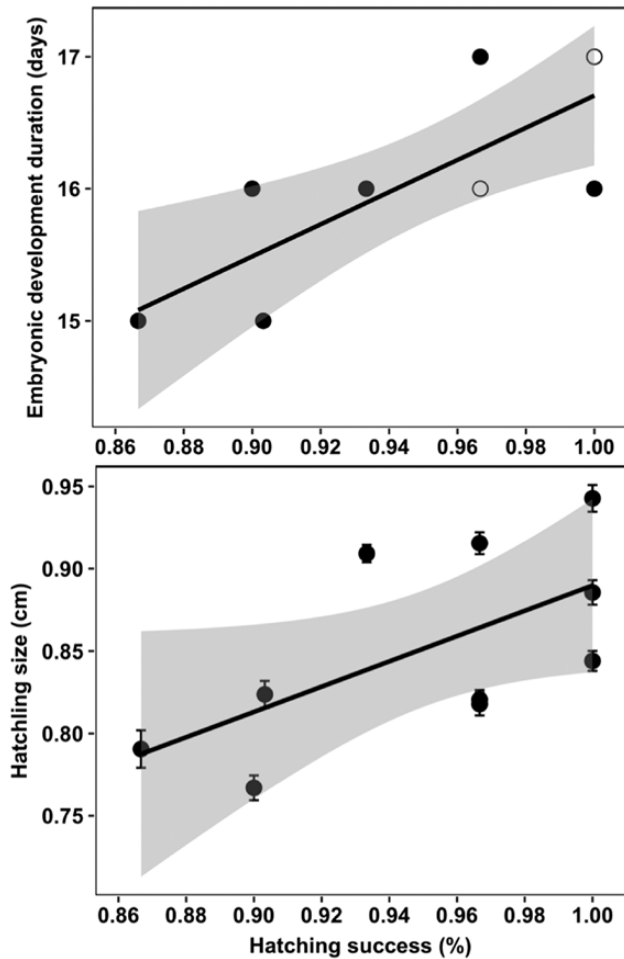 Embryonic development duration (days)
17
16
15
0.86 0.88 0.90 0.92 0.94 0.96 0.98 1.00
Hatchling size (cm)
0.95
0.90
0.85
0.80
0.75
0.86 0.88 0.90 0.92 0.94 0.96 0.98 1.00
Hatching success (%)